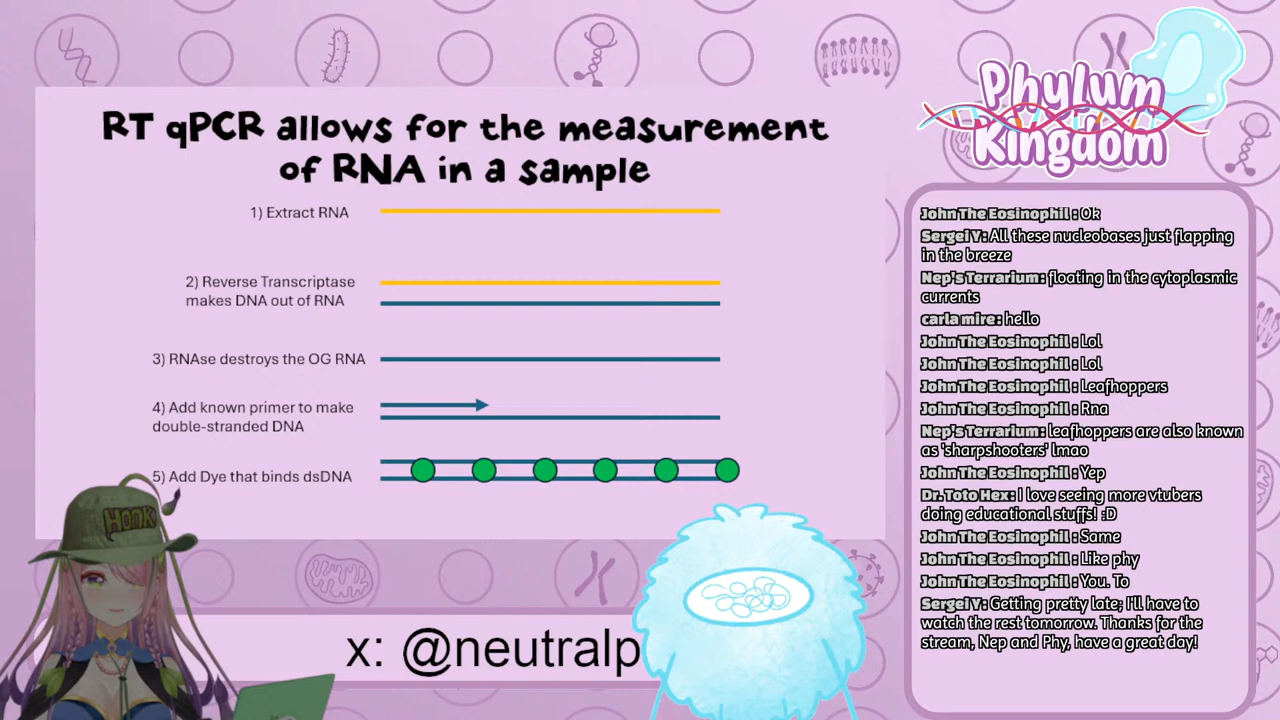 RT qPCR allows for the measurement
of RNA in a sample
1) Extract RNA
2) Reverse Transcriptase
makes DNA out of RNA
3) RNAse destroys the OG RNA
4) Add known primer to make
double-stranded DNA
5) Add Dye that binds dsDNA
Honk
x: @neutralp
Phylum
Kingdom
John The Eosinophil : Ok
Sergei Y: All these nucleobases just flapping
in the breeze
Nep's Terrarium: floating in the cytoplasmic
currents
carla mire: hello
John The Eosinophil : Lol
John The Eosinophil : Lol
John The Eosinophil : Leafhoppers
John The Eosinophil : Rna
Nep's Terrarium: leafhoppers are also known
as 'sharpshooters' lmao
John The Eosinophil : Yep
Dr. Toto Hex: I love seeing more vtubers
doing educational stuffs! :D
John The Eosinophil : Same
John The Eosinophil : Like phy
John The Eosinophil : You. To
Sergei Y: Getting pretty late; I'll have to
watch the rest tomorrow. Thanks for the
stream, Nep and Phy, have a great day!